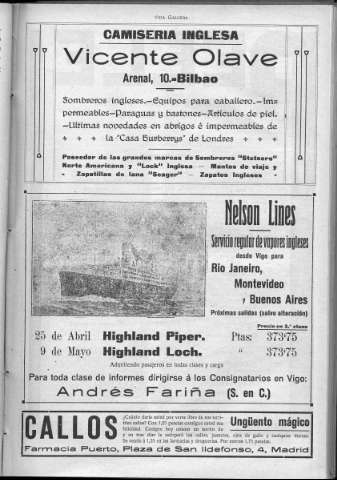 VIDA GALLEGA
CAMISERIA INGLESA
Vicente Olave
Arenal, 10.=Bilbao
Sombreros ingleses.—Equipos para caballero.—Im=
permeables—Paraguas y bastones—Artículos de piel.
—Ultimas novedades en abrigos é impermeables de
la "Casa Burberrys" de Londres
Poseedor de las grandes marcas de Sombreros "Stetsers"
Norte Americana y "Lock" Inglesa — Mantas de viaje y
Zapatillas de lana "Seager" — Zapatos Ingleses
Nelson Lines
Servicio regular de vapores ingleses
desde Vigo para
Río Janeiro,
Montevideo
y Buenos Aires
Próximas salidas (salvo alteración)
Precio en 3.ª clase
25 de Abril Highland Piper. Ptas: 373·75
9 de Mayo Highland Loch. " 373·75
Admitiendo pasajeros en todas clases y carga
Para toda clase de informes dirigirse á los Consignatarios en Vigo:
Andrés Fariña (S. en C.)
CALLOS
Ungüento mágico
Farmacia Puerto, Plaza de San Ildefonso, 4, Madrid